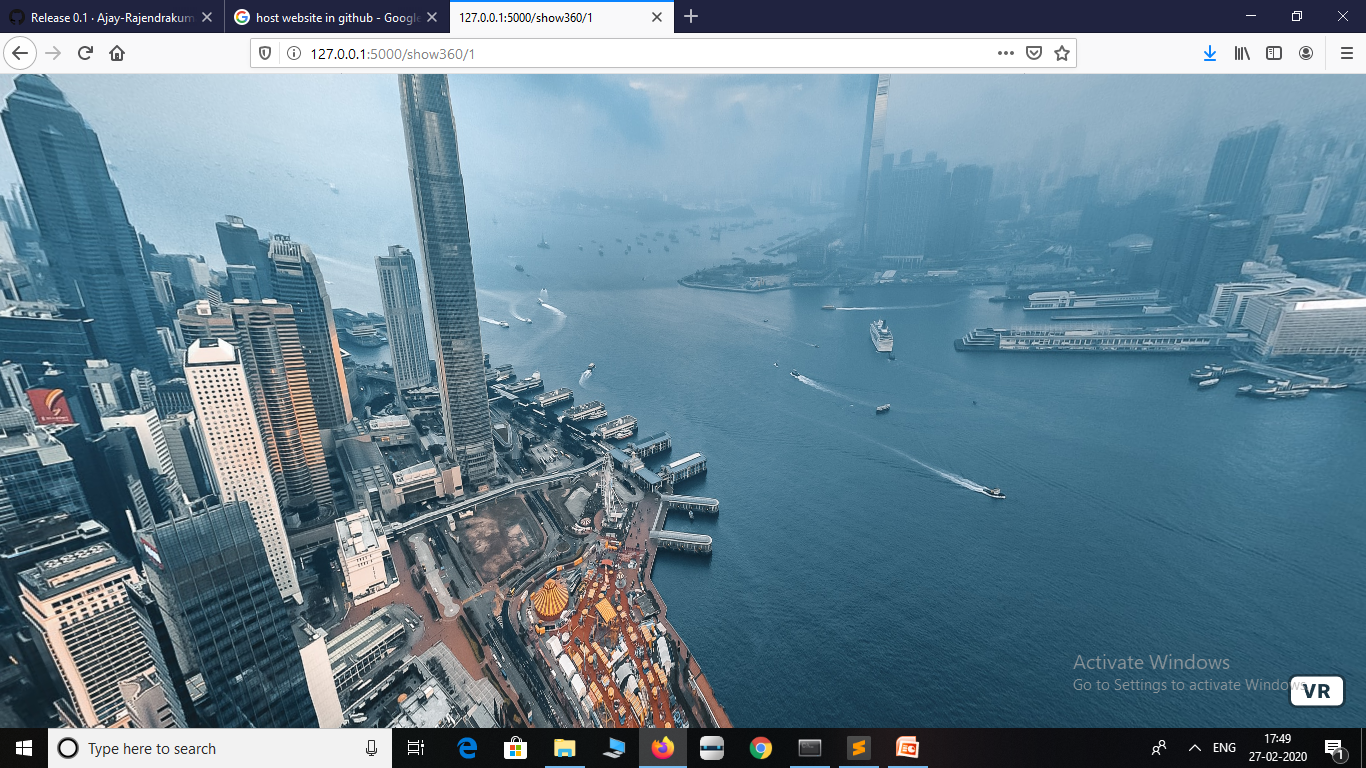 Release 0.1 · Ajay-Rajendrakum
host website in github - Google
127.0.0.1:5000/show360/1
127.0.0.1:5000/show360/1
Activate Windows
Go to Settings to activate Windows.
VR
Type here to search
ENG
17:49
27-02-2020
1